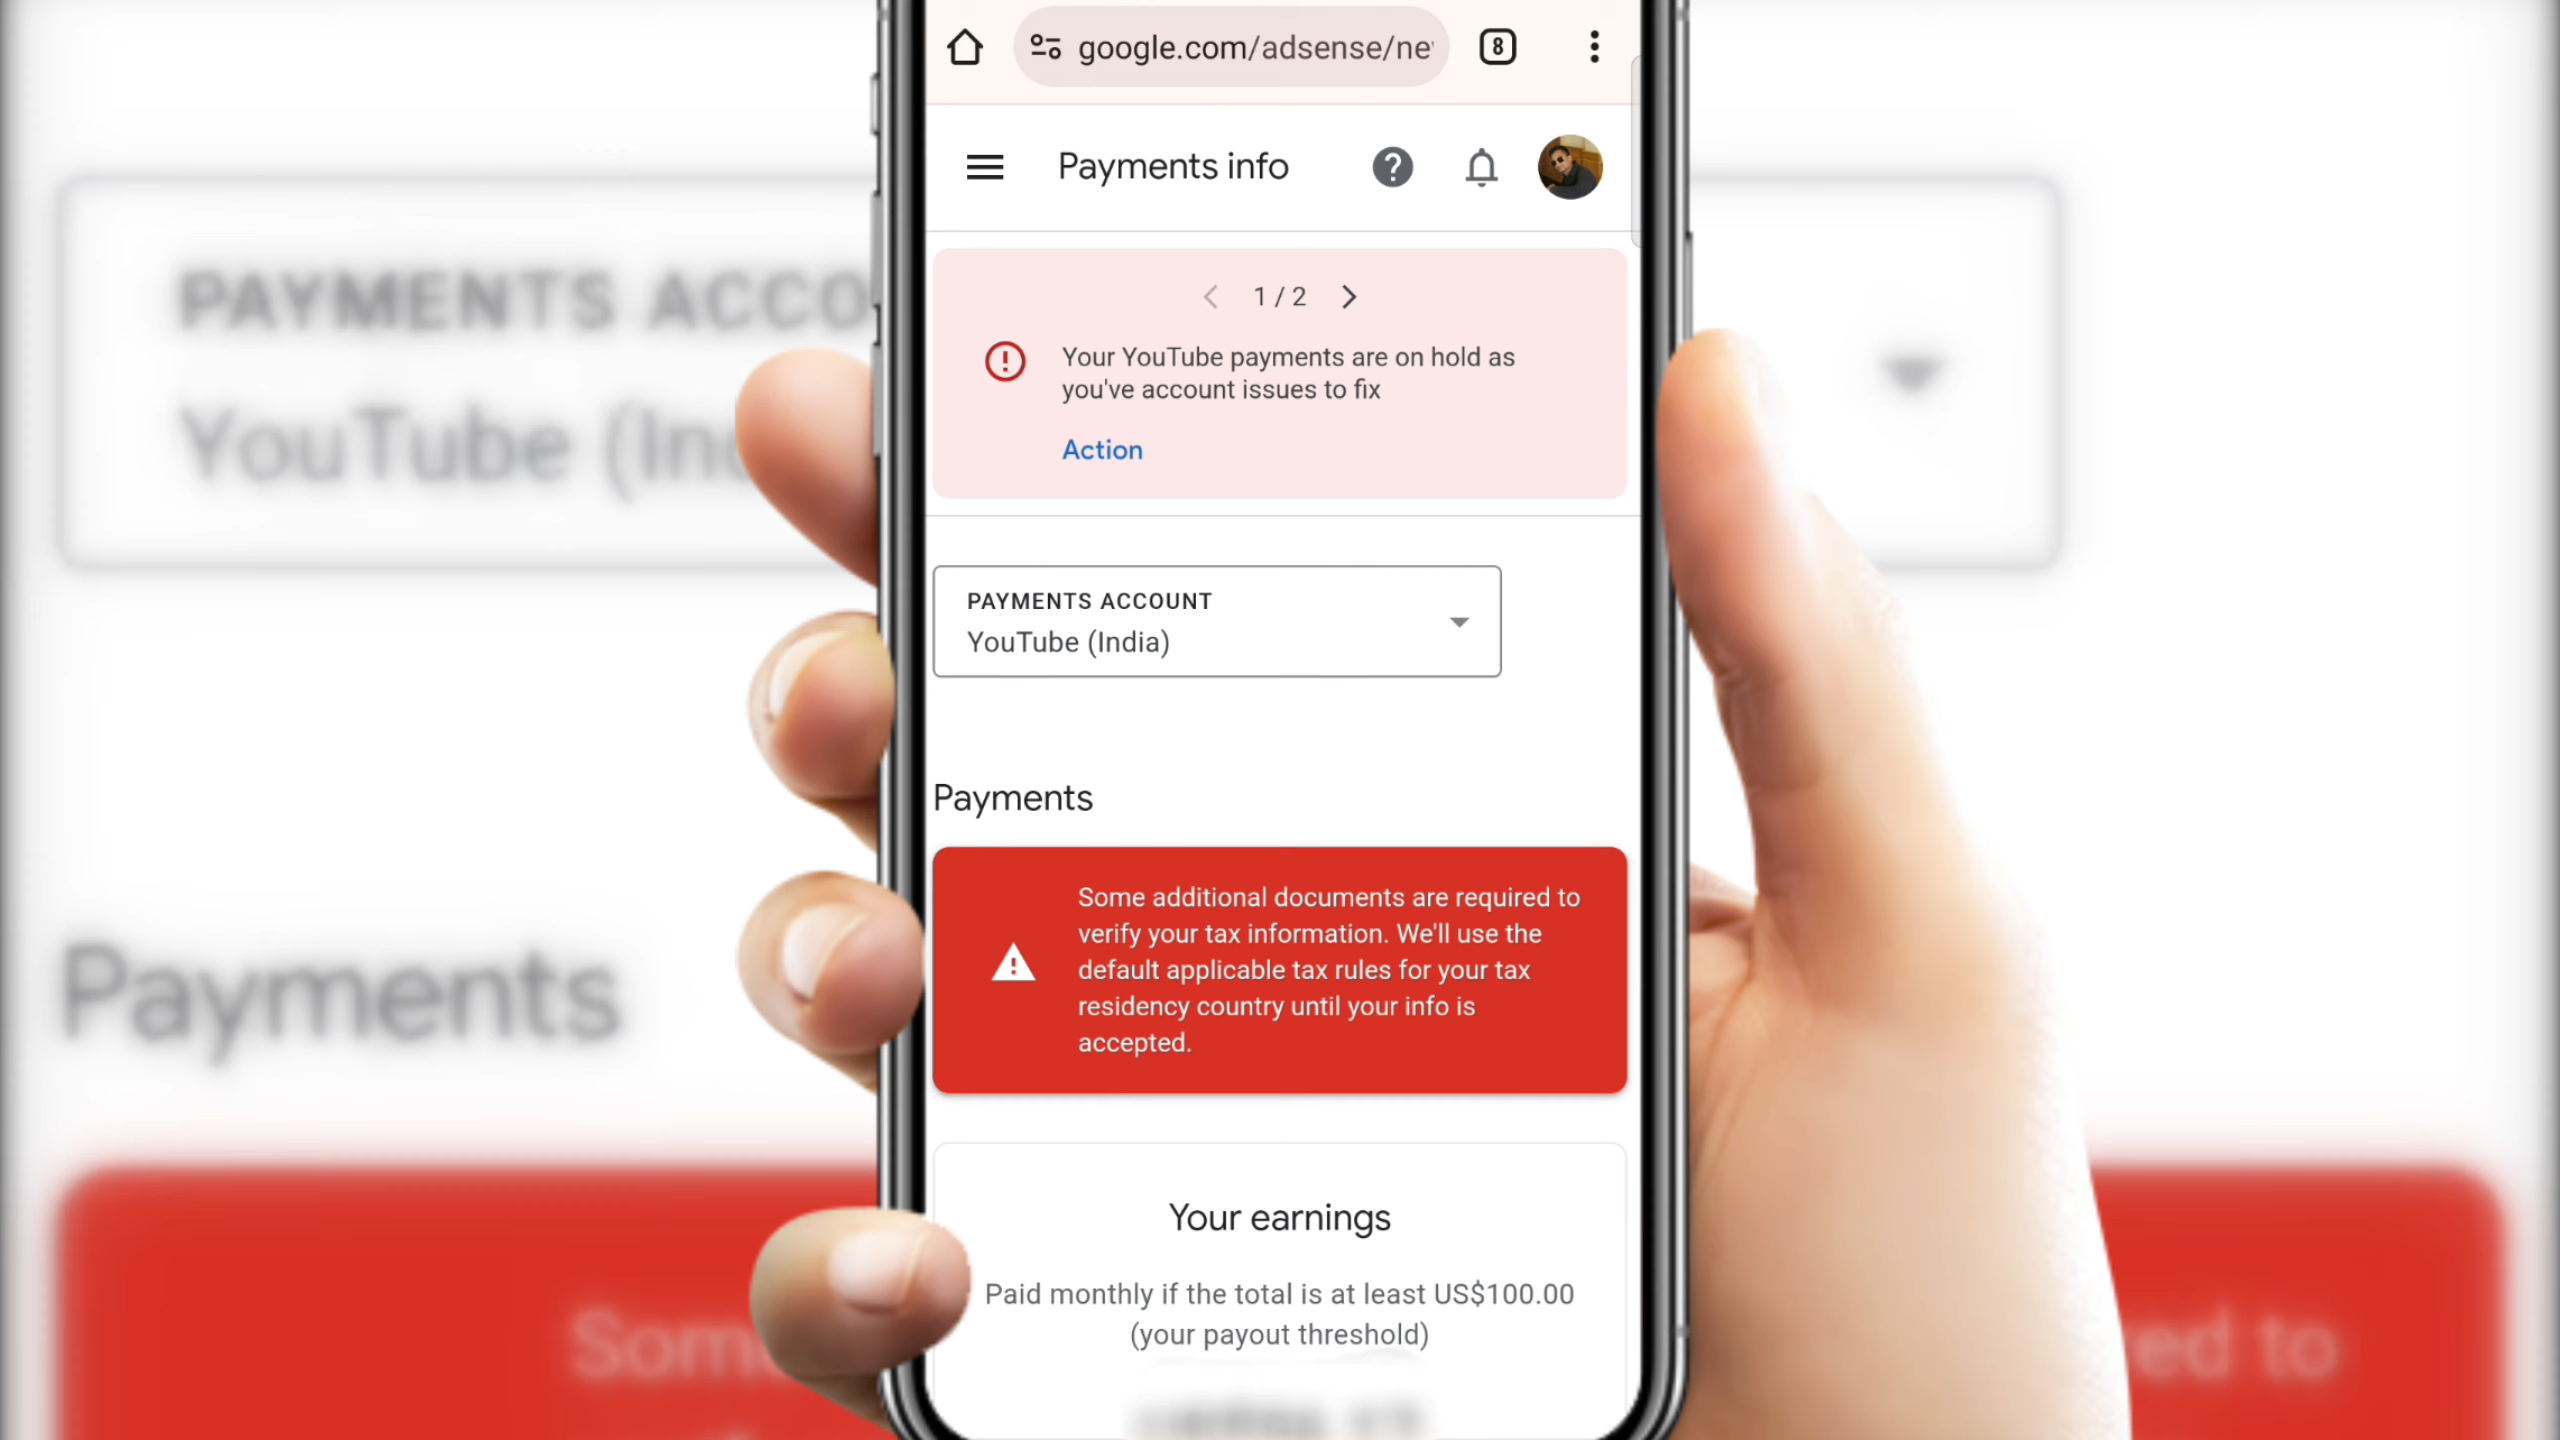 google.com/adsense/ne
8
Payments info
1 / 2
Your YouTube payments are on hold as
you've account issues to fix
Action
PAYMENTS ACCOUNT
YouTube (India)
Payments
Some additional documents are required to
verify your tax information. We'll use the
default applicable tax rules for your tax
residency country until your info is
accepted.
Your earnings
Paid monthly if the total is at least US$100.00
(your payout threshold)
PAYMENTS ACCO
YouTube (Ind
Payments
Som
ed to